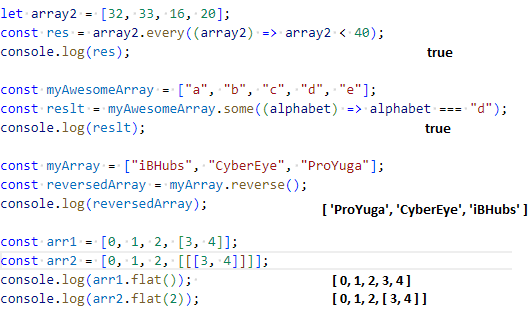 let array2 = [32, 33, 16, 20];
const res = array2.every((array2) => array2 < 40);
console.log(res); true
const myAwesomeArray = ["a", "b", "c", "d", "e"];
const reslt = myAwesomeArray.some((alphabet) => alphabet === "d");
console.log(reslt); true
const myArray = ["iBHubs", "CyberEye", "ProYuga"];
const reversedArray = myArray.reverse();
console.log(reversedArray); [ 'ProYuga', 'CyberEye', 'iBHubs' ]
const arr1 = [0, 1, 2, [3, 4]];
const arr2 = [0, 1, 2, [[[3, 4]]]];
console.log(arr1.flat()); [ 0, 1, 2, 3, 4 ]
console.log(arr2.flat(2)); [ 0, 1, 2, [ 3, 4 ] ]